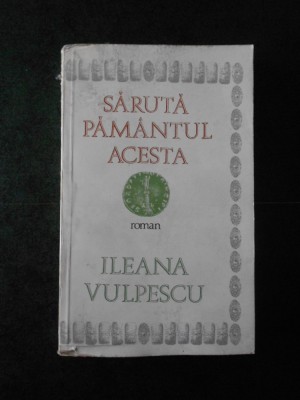 SĂRUTĂ
PĂMÂNTUL
ACESTA
roman
ILEANA
VULPESCU